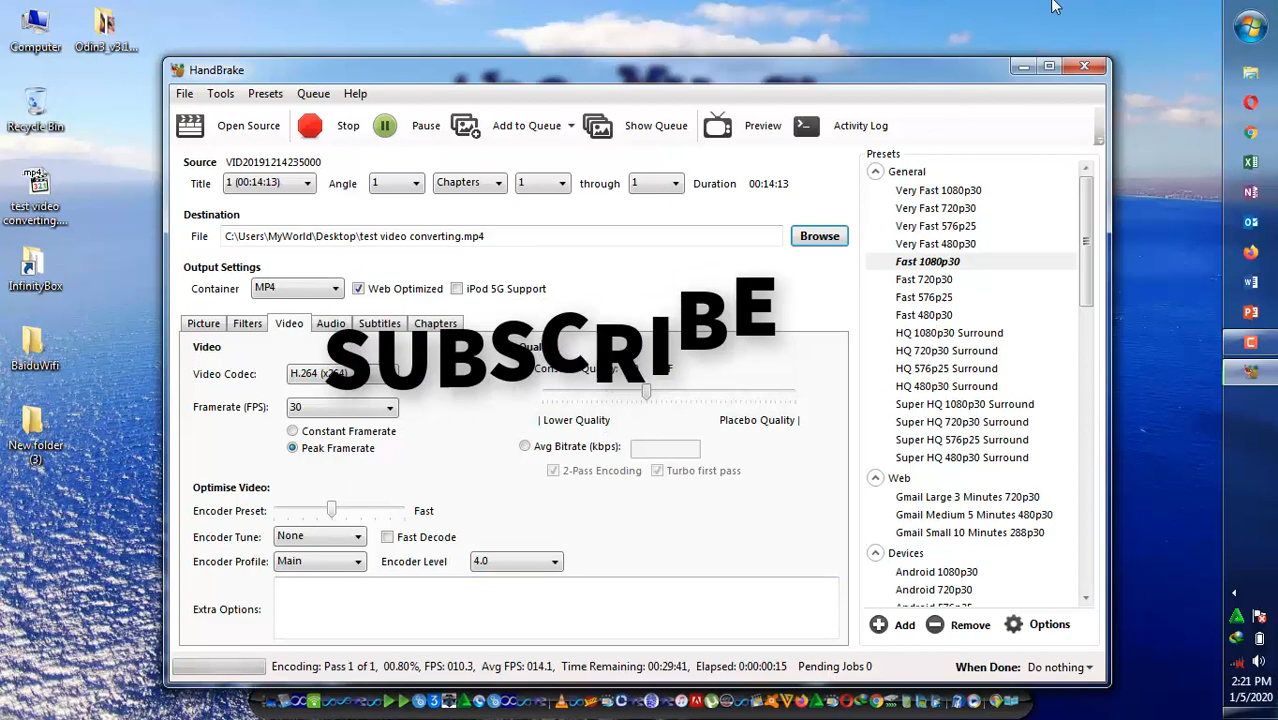 Computer
Odin3_v3.1...
Recycle Bin
.mp4
321
test video
converting....
InfinityBox
BaiduWifi
New folder
(3)
HandBrake
File Tools Presets Queue Help
Open Source Stop Pause Add to Queue Show Queue Preview Activity Log
Source VID20191214235000
Title 1 (00:14:13) Angle 1 Chapters 1 through 1 Duration 00:14:13
Destination
File C:\Users\MyWorld\Desktop\test video converting.mp4 Browse
Output Settings
Container MP4 Web Optimized iPod 5G Support
Picture Filters Video Audio Subtitles Chapters
SUBSCRIBE
Video
Video Codec: H.264 (x264)
Framerate (FPS): 30
Constant Framerate
Peak Framerate
| Lower Quality Placebo Quality |
Avg Bitrate (kbps):
2-Pass Encoding Turbo first pass
Optimise Video:
Encoder Preset: Fast
Encoder Tune: None Fast Decode
Encoder Profile: Main Encoder Level 4.0
Extra Options:
Presets
General
Very Fast 1080p30
Very Fast 720p30
Very Fast 576p25
Very Fast 480p30
Fast 1080p30
Fast 720p30
Fast 576p25
Fast 480p30
HQ 1080p30 Surround
HQ 720p30 Surround
HQ 576p25 Surround
HQ 480p30 Surround
Super HQ 1080p30 Surround
Super HQ 720p30 Surround
Super HQ 576p25 Surround
Super HQ 480p30 Surround
Web
Gmail Large 3 Minutes 720p30
Gmail Medium 5 Minutes 480p30
Gmail Small 10 Minutes 288p30
Devices
Android 1080p30
Android 720p30
Add Remove Options
Encoding: Pass 1 of 1, 00.80%, FPS: 010.3, Avg FPS: 014.1, Time Remaining: 00:29:41, Elapsed: 0:00:00:15 Pending Jobs 0 When Done: Do nothing
2:21 PM
1/5/2020